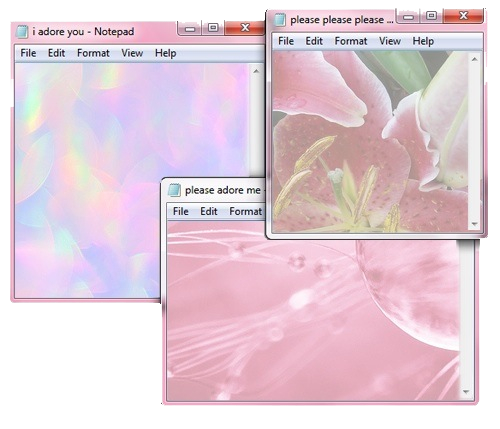 i adore you - Notepad
File Edit Format View Help
please please please ...
File Edit Format View Help
please adore me -
File Edit Format